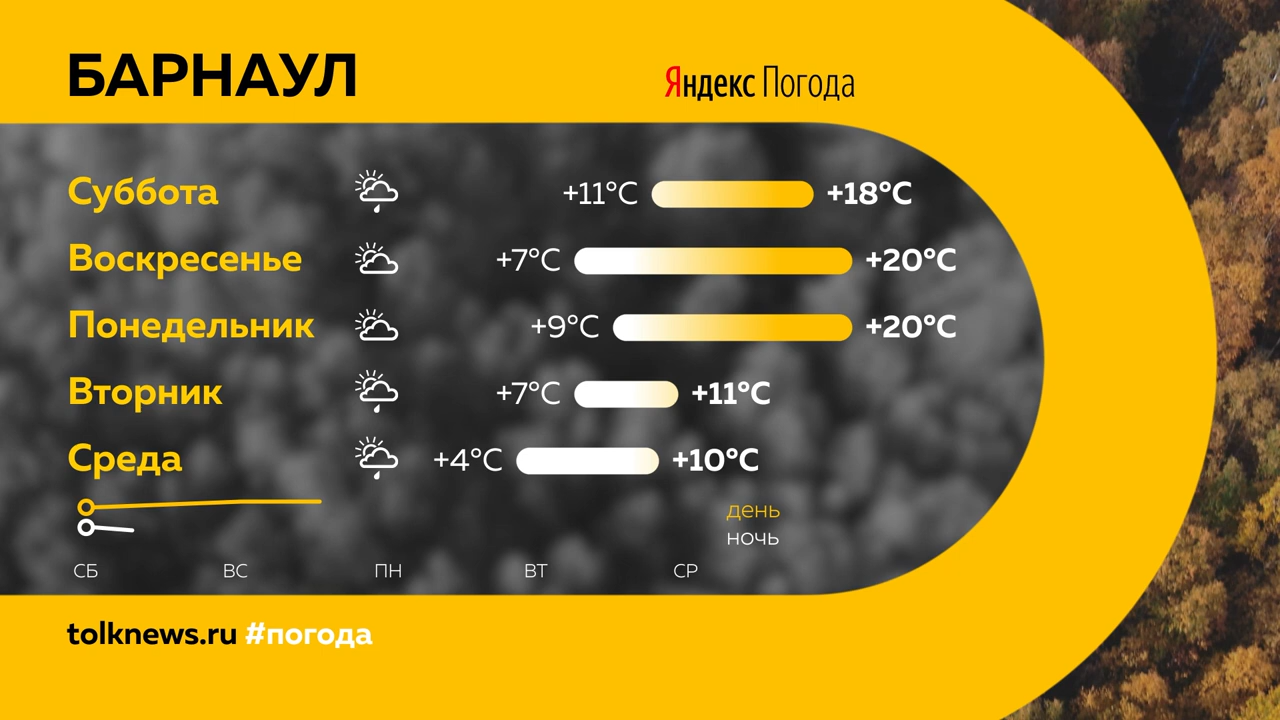 БАРНАУЛ
Яндекс Погода
Суббота +11°C +18°C
Воскресенье +7°C +20°C
Понедельник +9°C +20°C
Вторник +7°C +11°C
Среда +4°C +10°C
день
ночь
СБ ВС ПН ВТ СР
tolknews.ru #погода